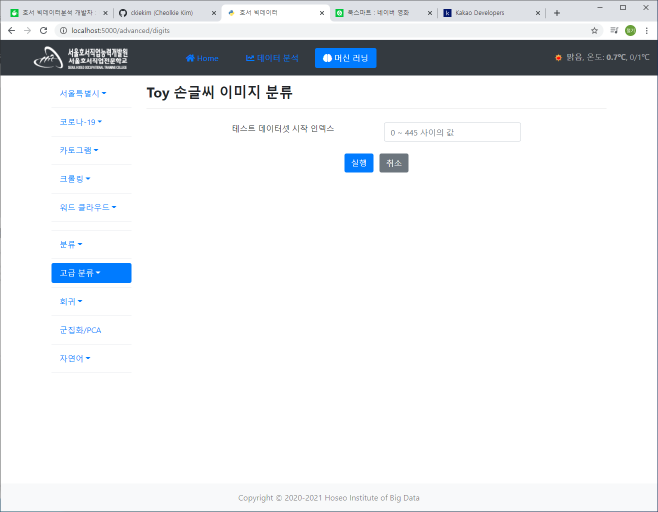 호서 빅데이터분석 개발자
ckiekim (Cheolkie Kim)
호서 빅데이터
북스마트 : 네이버 영화
Kakao Developers
localhost:5000/advanced/digits
서울호서직업능력개발원
서울호서직업전문학교
Home
데이터 분석
머신 러닝
맑음, 온도: 0.7℃, 0/1℃
서울특별시
코로나-19
카토그램
크롤링
워드 클라우드
분류
고급 분류
회귀
군집화/PCA
자연어
Toy 손글씨 이미지 분류
테스트 데이터셋 시작 인덱스
0 ~ 445 사이의 값
실행
취소
Copyright © 2020-2021 Hoseo Institute of Big Data